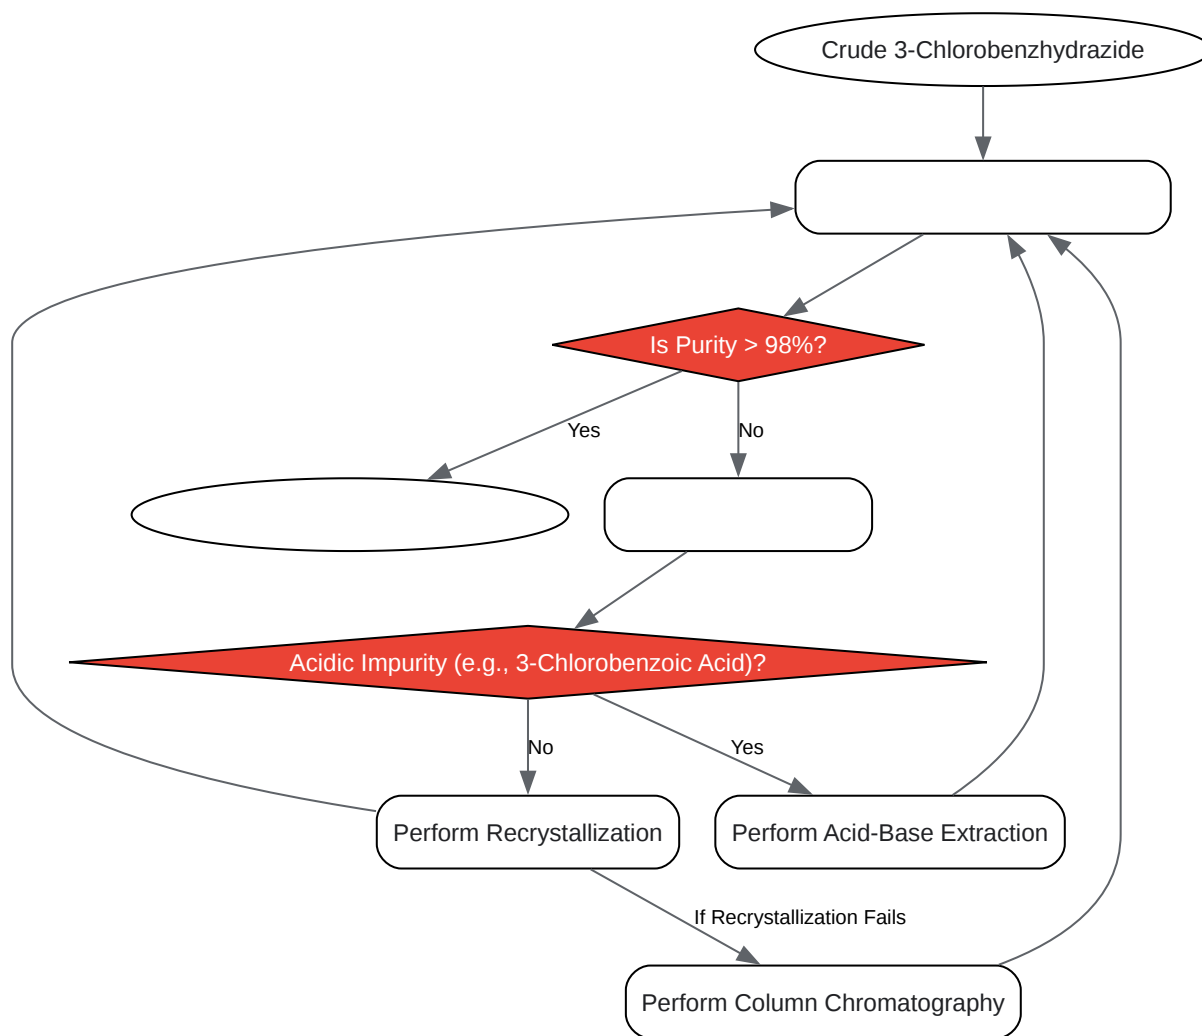 Crude 3-Chlorobenzhydrazide
Is Purity > 98%?
Yes
No
Acidic Impurity (e.g., 3-Chlorobenzoic Acid)?
No
Yes
Perform Recrystallization
Perform Acid-Base Extraction
If Recrystallization Fails
Perform Column Chromatography